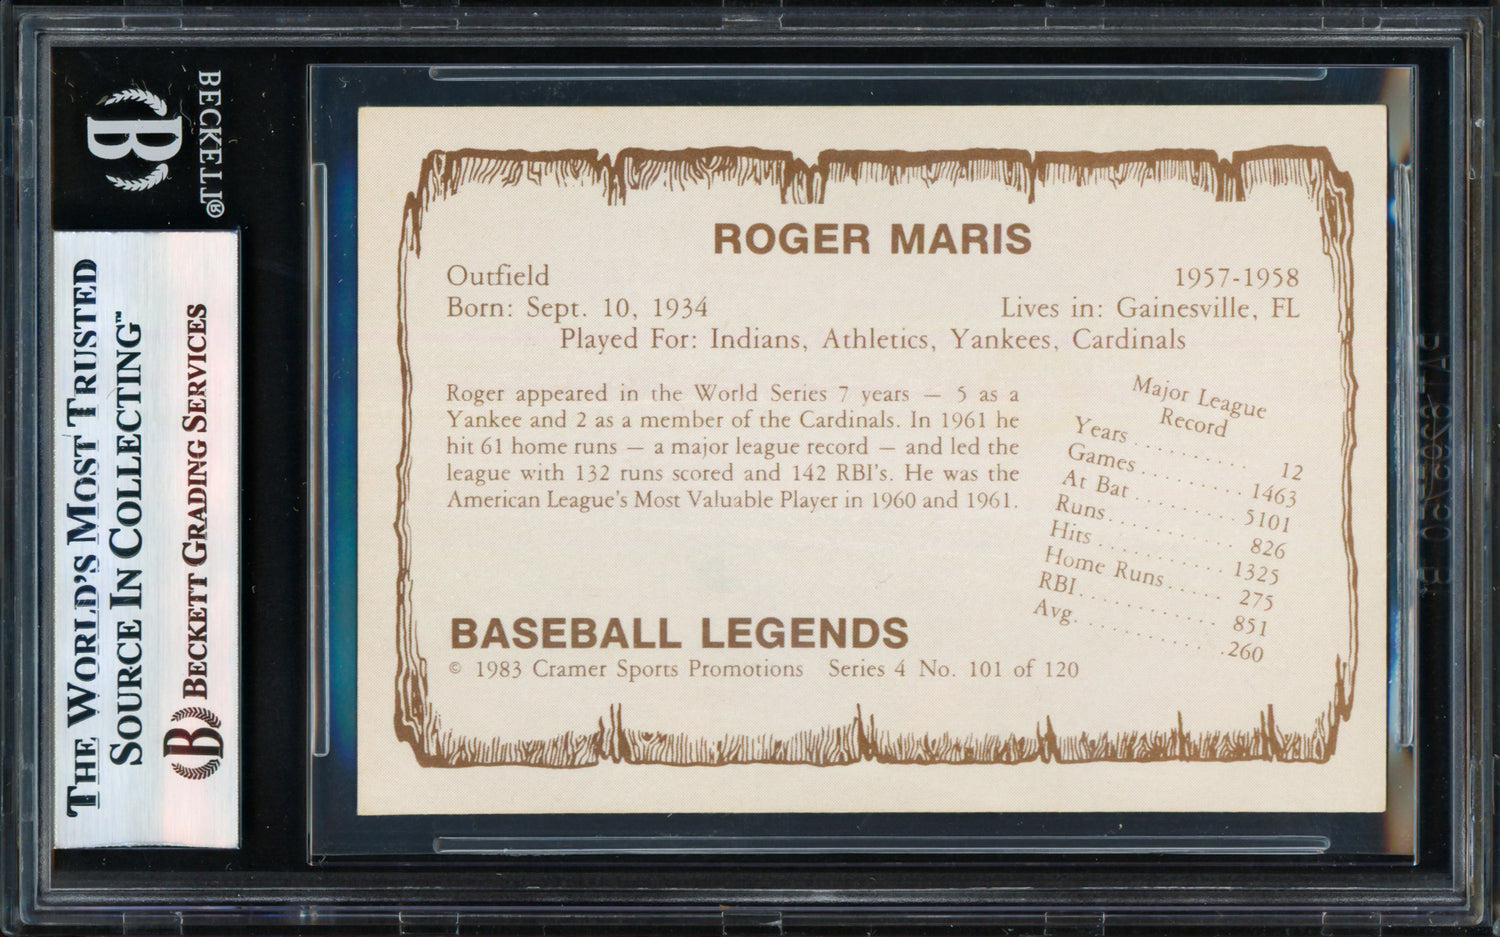 BECKETT®
THE WORLD'S MOST TRUSTED
SOURCE IN COLLECTING™
BECKETT GRADING SERVICES
ROGER MARIS
Outfield 1957-1958
Born: Sept. 10, 1934 Lives in: Gainesville, FL
Played For: Indians, Athletics, Yankees, Cardinals
Roger appeared in the World Series 7 years — 5 as a
Yankee and 2 as a member of the Cardinals. In 1961 he
hit 61 home runs — a major league record — and led the
league with 132 runs scored and 142 RBI's. He was the
American League's Most Valuable Player in 1960 and 1961.
Major League
Record
Years . . . . . . . . . . 12
Games . . . . . . . . . 1463
At Bat . . . . . . . . . 5101
Runs . . . . . . . . . . 826
Hits . . . . . . . . . . 1325
Home Runs . . . . . 275
RBI . . . . . . . . . . . 851
Avg. . . . . . . . . . . .260
BASEBALL LEGENDS
© 1983 Cramer Sports Promotions Series 4 No. 101 of 120